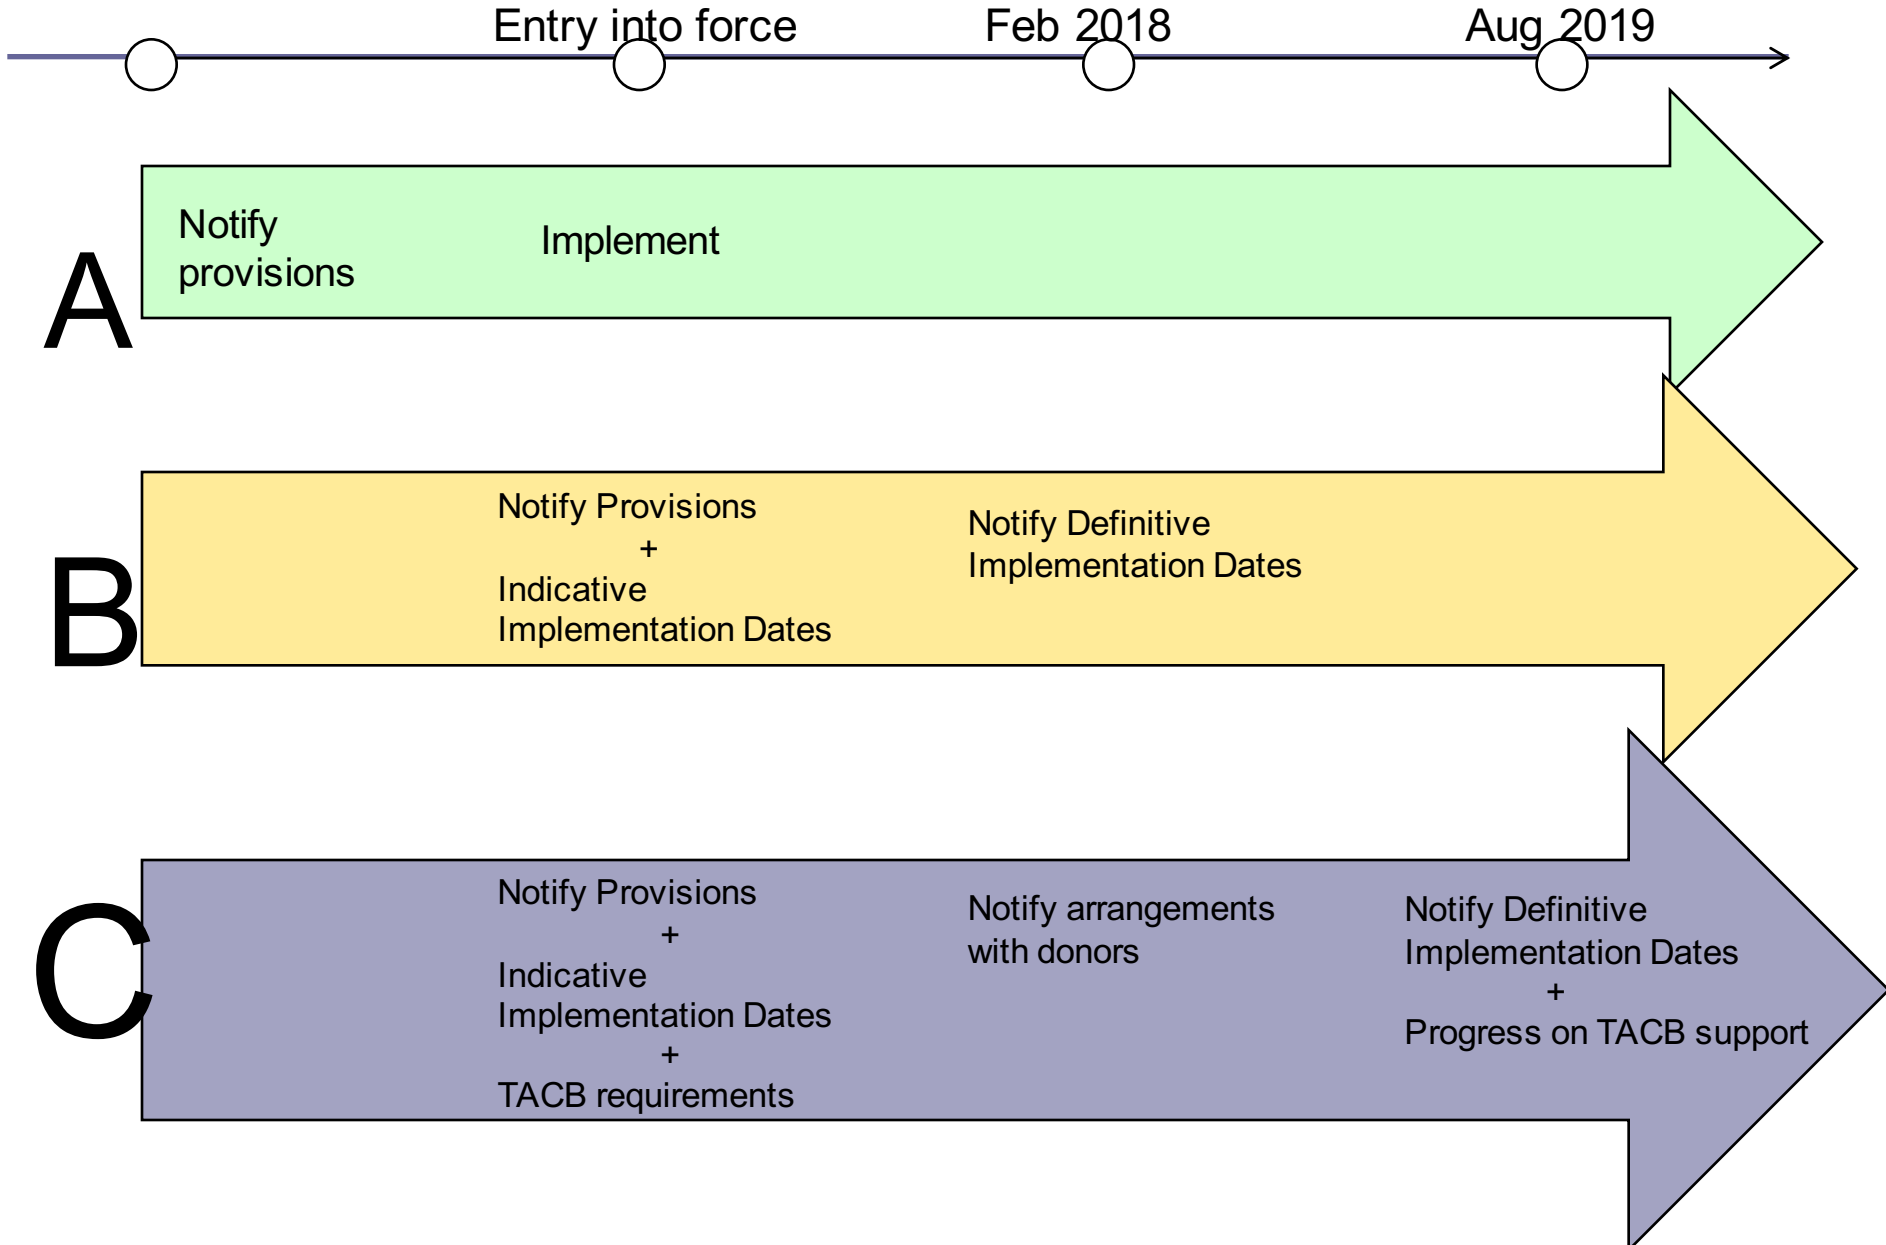 Entry into force
Feb 2018
Aug 2019
A
Notify
provisions
Implement
B
Notify Provisions
+
Indicative
Implementation Dates
Notify Definitive
Implementation Dates
C
Notify Provisions
+
Indicative
Implementation Dates
+
TACB requirements
Notify arrangements
with donors
Notify Definitive
Implementation Dates
+
Progress on TACB support